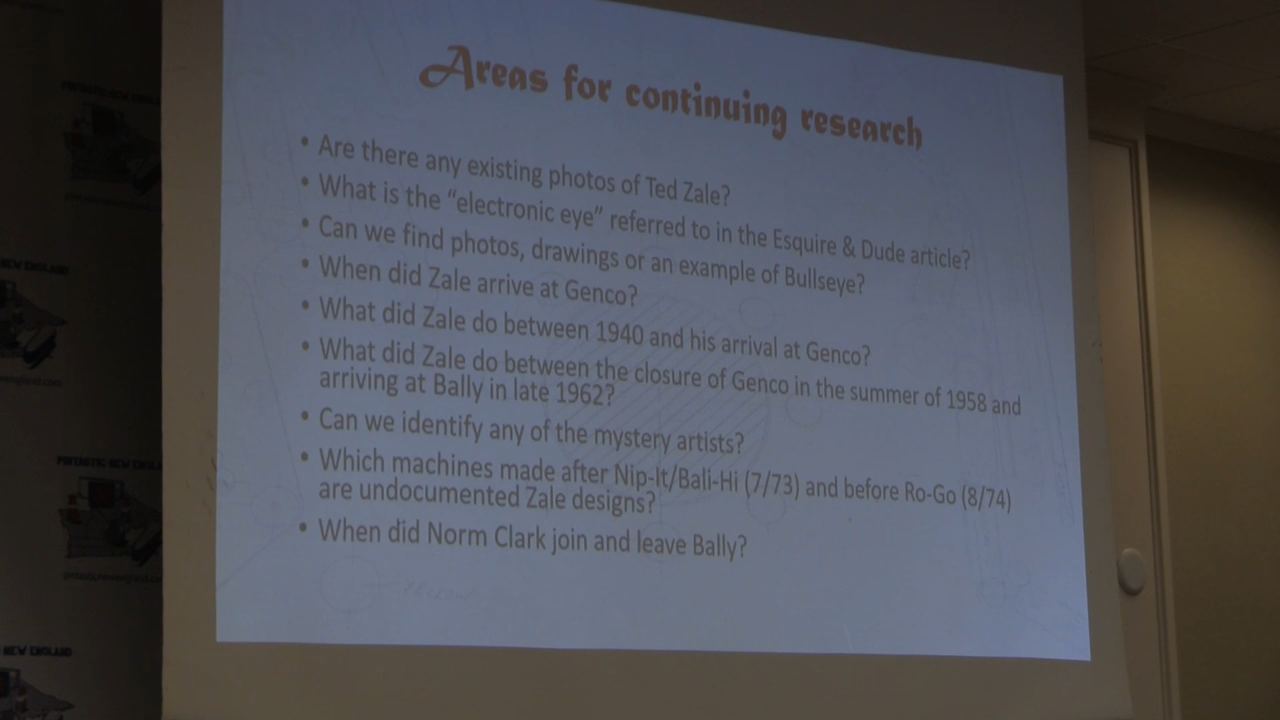 Areas for continuing research
• Are there any existing photos of Ted Zale?
• What is the “electronic eye” referred to in the Esquire & Dude article?
• Can we find photos, drawings or an example of Bullseye?
• When did Zale arrive at Genco?
• What did Zale do between 1940 and his arrival at Genco?
• What did Zale do between the closure of Genco in the summer of 1958 and
arriving at Bally in late 1962?
• Can we identify any of the mystery artists?
• Which machines made after Nip-It/Bali-Hi (7/73) and before Ro-Go (8/74)
are undocumented Zale designs?
• When did Norm Clark join and leave Bally?
NEW ENGLAND
NEW ENGLAND